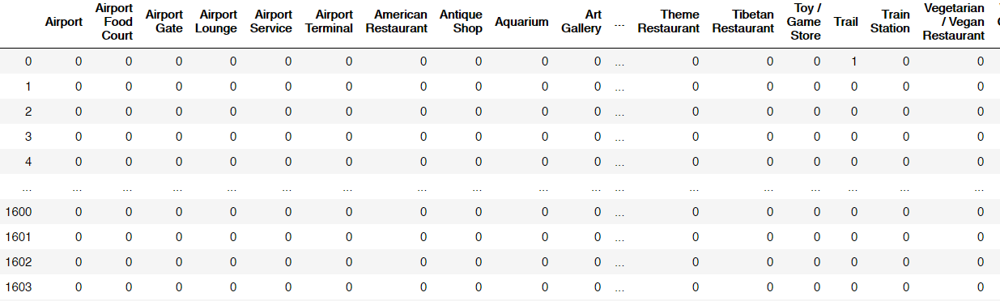 Airport Airport Food Court Airport Gate Airport Lounge Airport Service Airport Terminal American Restaurant Antique Shop Aquarium Art Gallery ... Theme Restaurant Tibetan Restaurant Toy / Game Store Trail Train Station Vegetarian / Vegan Restaurant
0 0 0 0 0 0 0 0 0 0 0 ... 0 0 0 1 0 0
1 0 0 0 0 0 0 0 0 0 0 ... 0 0 0 0 0 0
2 0 0 0 0 0 0 0 0 0 0 ... 0 0 0 0 0 0
3 0 0 0 0 0 0 0 0 0 0 ... 0 0 0 0 0 0
4 0 0 0 0 0 0 0 0 0 0 ... 0 0 0 0 0 0
... ... ... ... ... ... ... ... ... ... ... ... ... ... ... ... ... ...
1600 0 0 0 0 0 0 0 0 0 0 ... 0 0 0 0 0 0
1601 0 0 0 0 0 0 0 0 0 0 ... 0 0 0 0 0 0
1602 0 0 0 0 0 0 0 0 0 0 ... 0 0 0 0 0 0
1603 0 0 0 0 0 0 0 0 0 0 ... 0 0 0 0 0 0